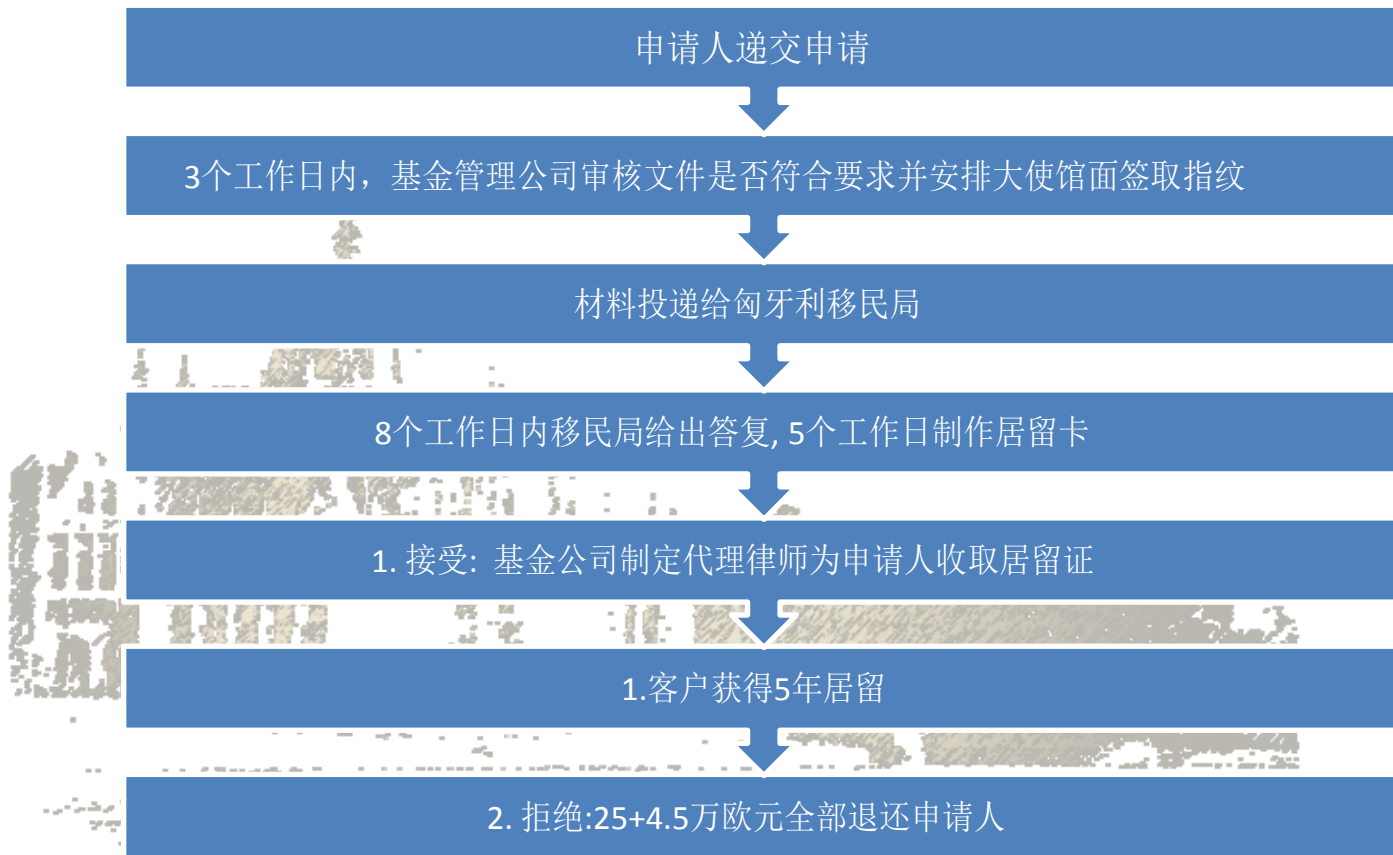 申请人递交申请
3个工作日内，基金管理公司审核文件是否符合要求并安排大使馆面签取指纹
材料投递给匈牙利移民局
8个工作日内移民局给出答复, 5个工作日制作居留卡
1. 接受: 基金公司制定代理律师为申请人收取居留证
1.客户获得5年居留
2. 拒绝:25+4.5万欧元全部退还申请人